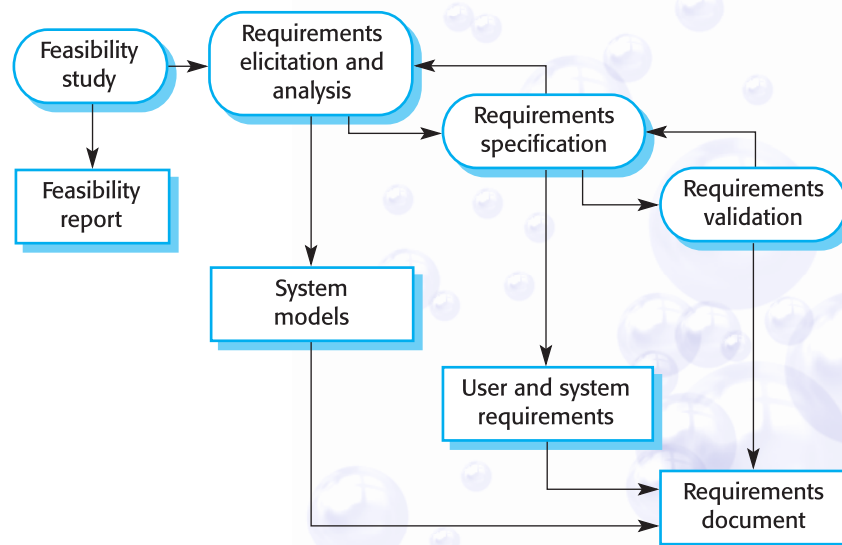 Feasibility
study
Requirements
elicitation and
analysis
Requirements
specification
Feasibility
report
Requirements
validation
System
models
User and system
requirements
Requirements
document